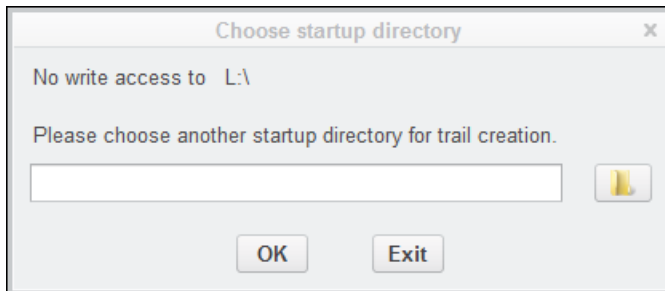 Choose startup directory
No write access to L:\
Please choose another startup directory for trail creation.
OK Exit